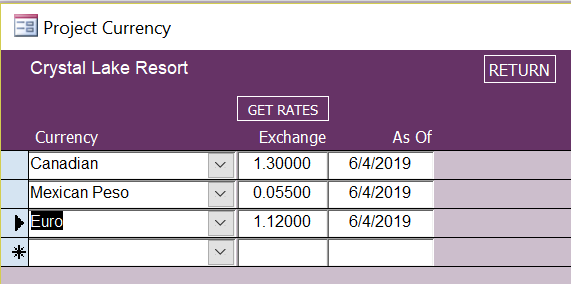 Project Currency
Crystal Lake Resort RETURN
GET RATES
Currency Exchange As Of
Canadian 1.30000 6/4/2019
Mexican Peso 0.05500 6/4/2019
Euro 1.12000 6/4/2019